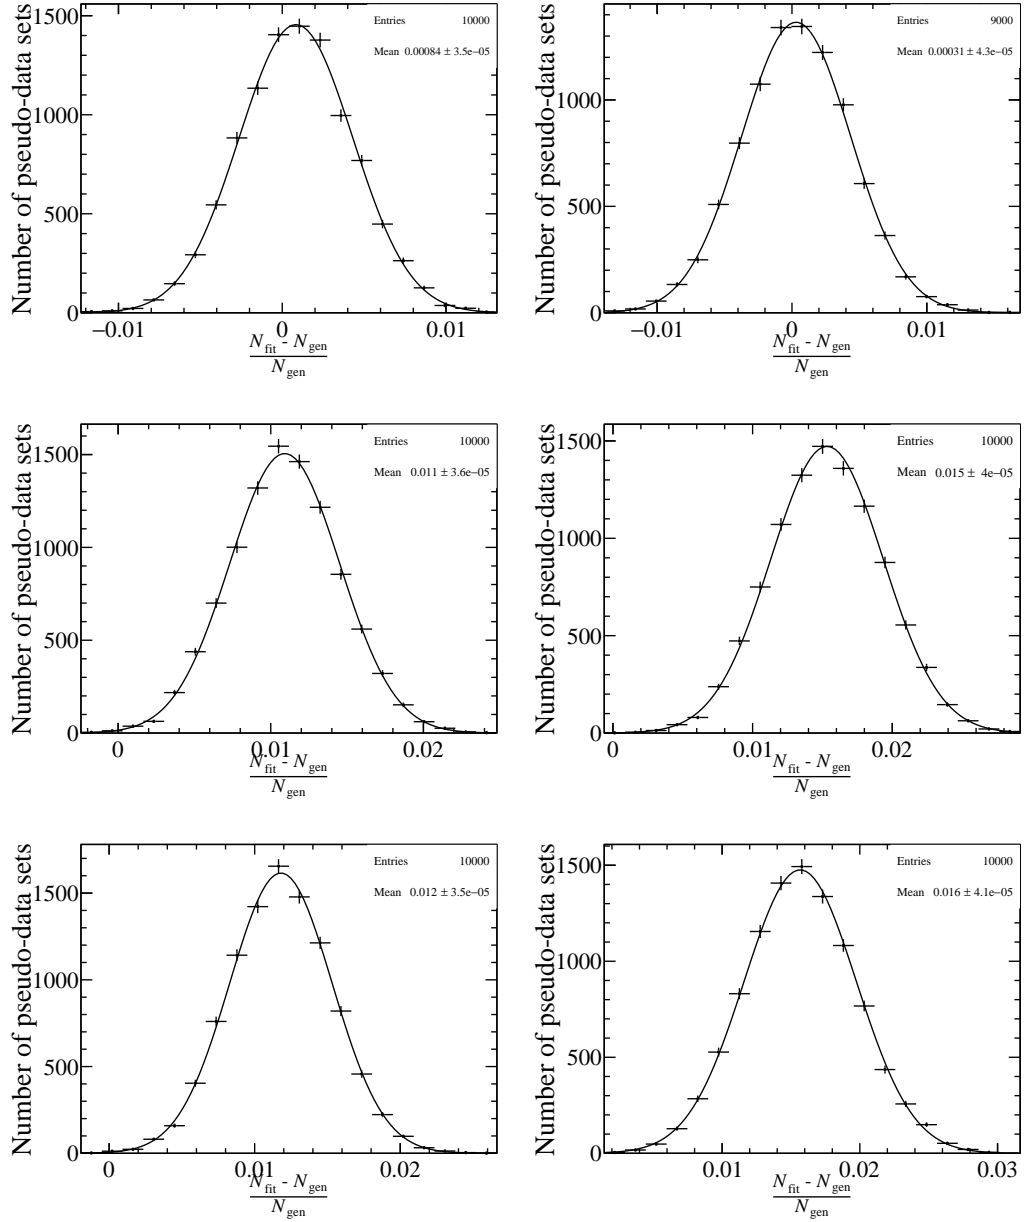 Number of pseudo-data sets
1500
1000
500
0
Entries 10000
Mean 0.00084 ± 3.5e−05
−0.01 0 0.01
N_fit - N_gen
N_gen
Number of pseudo-data sets
1000
500
0
Entries 9000
Mean 0.00031 ± 4.3e−05
−0.01 0 0.01
N_fit - N_gen
N_gen
Number of pseudo-data sets
1500
1000
500
0
Entries 10000
Mean 0.011 ± 3.6e−05
0 0.01 0.02
N_fit - N_gen
N_gen
Number of pseudo-data sets
1500
1000
500
0
Entries 10000
Mean 0.015 ± 4e−05
0 0.01 0.02
N_fit - N_gen
N_gen
Number of pseudo-data sets
1500
1000
500
0
Entries 10000
Mean 0.012 ± 3.5e−05
0 0.01 0.02
N_fit - N_gen
N_gen
Number of pseudo-data sets
1500
1000
500
0
Entries 10000
Mean 0.016 ± 4.1e−05
0.01 0.02 0.03
N_fit - N_gen
N_gen